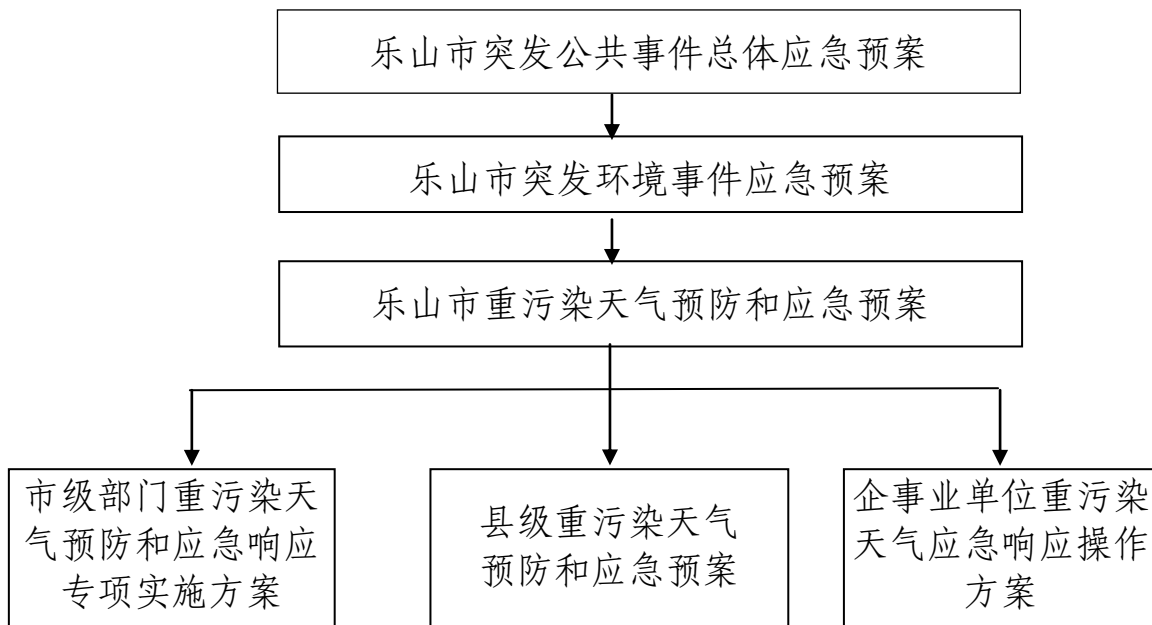 乐山市突发公共事件总体应急预案
乐山市突发环境事件应急预案
乐山市重污染天气预防和应急预案
市级部门重污染天
气预防和应急响应
专项实施方案
县级重污染天气
预防和应急预案
企事业单位重污染
天气应急响应操作
方案